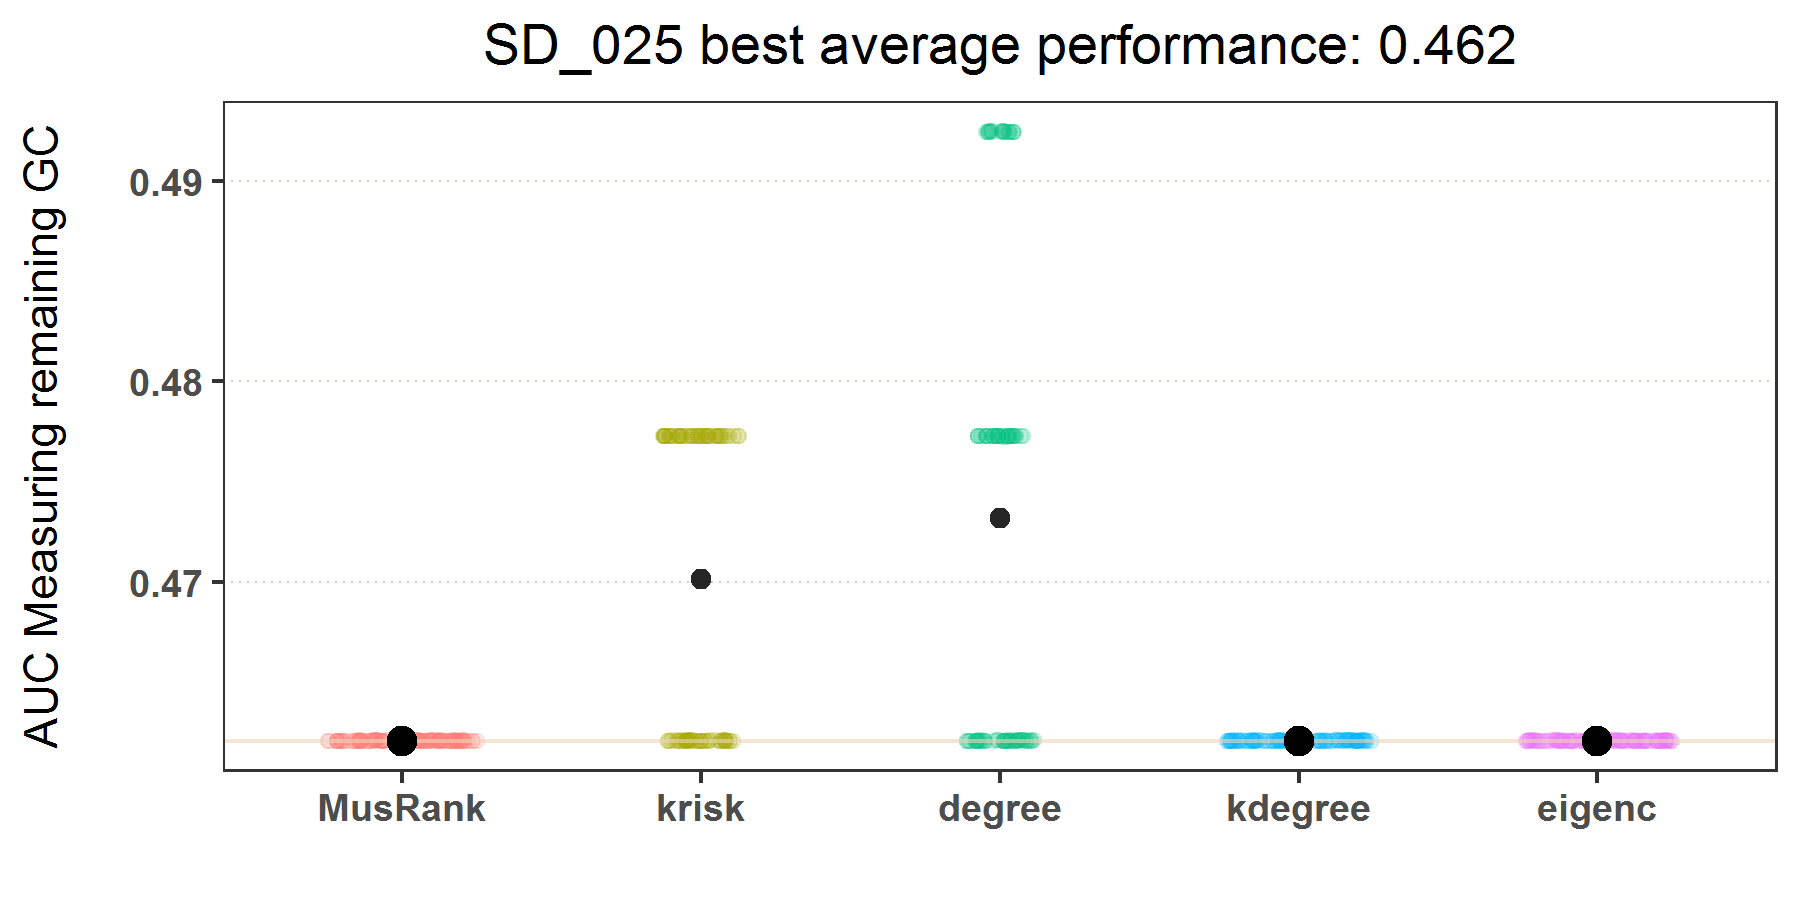 SD_025 best average performance: 0.462
AUC Measuring remaining GC
0.49
0.48
0.47
MusRank krisk degree kdegree eigenc